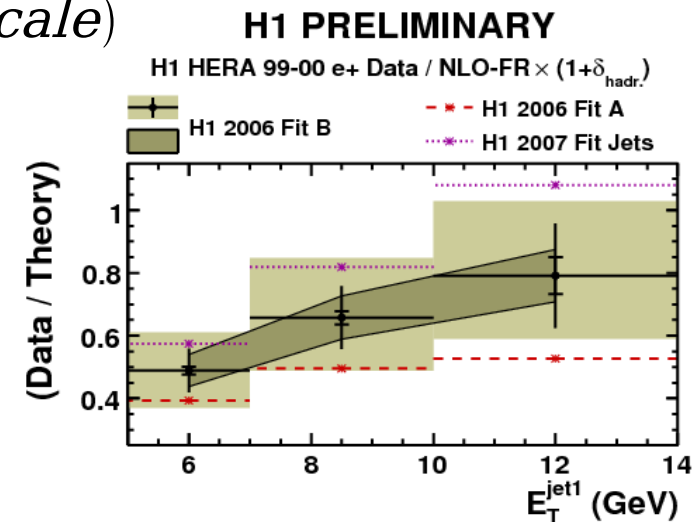 cale)
H1 PRELIMINARY
H1 HERA 99-00 e+ Data / NLO-FR × (1+δhadr.)
H1 2006 Fit B
H1 2006 Fit A
H1 2007 Fit Jets
(Data / Theory)
1
0.8
0.6
0.4
6 8 10 12 14
E_T^jet1 (GeV)